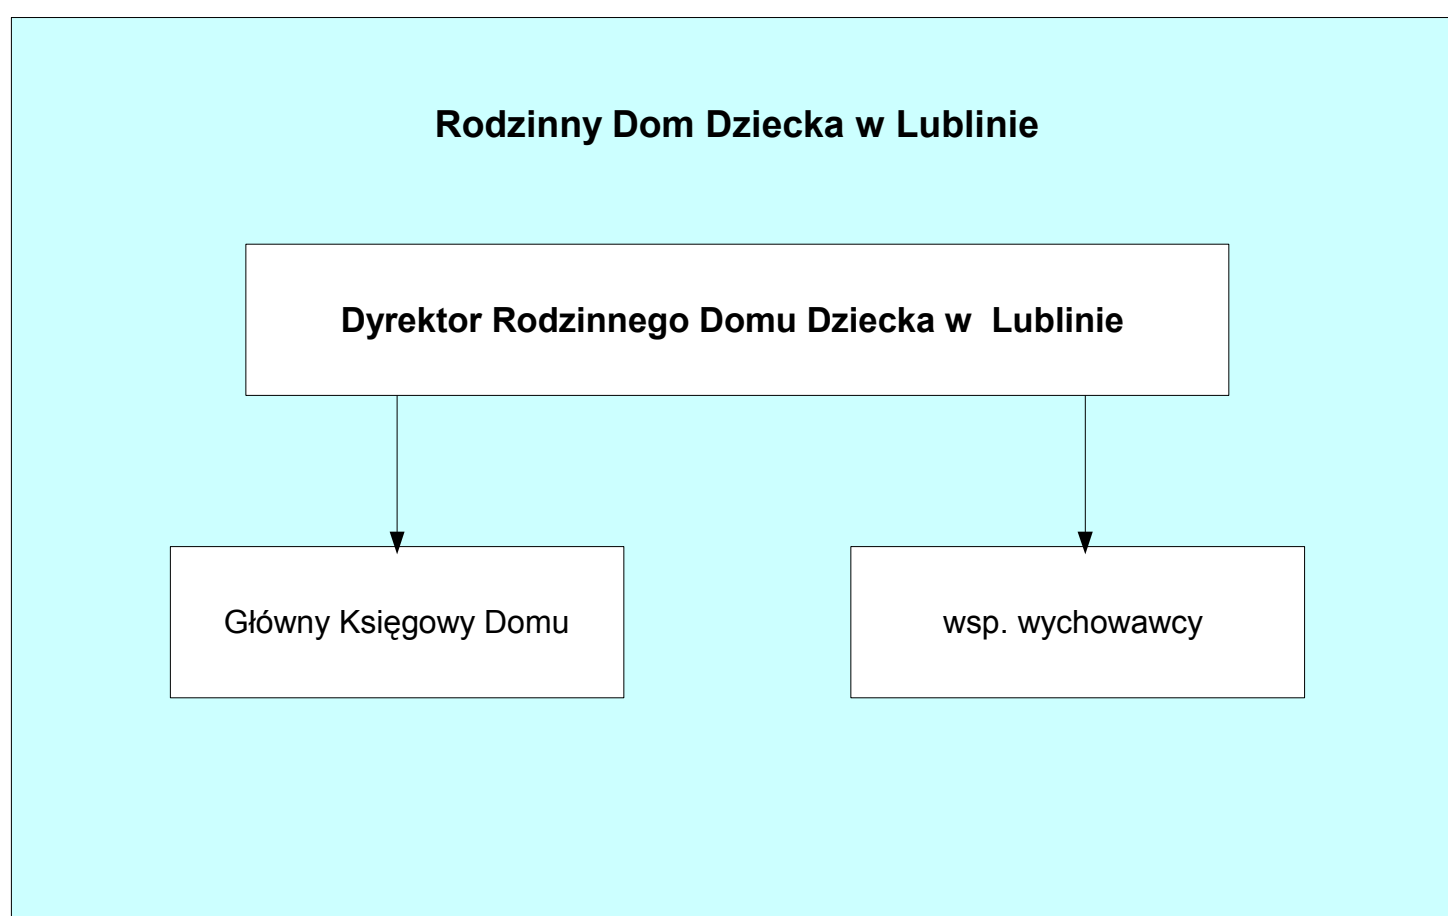 Rodzinny Dom Dziecka w Lublinie
Dyrektor Rodzinnego Domu Dziecka w  Lublinie
Główny Księgowy Domu
wsp. wychowawcy